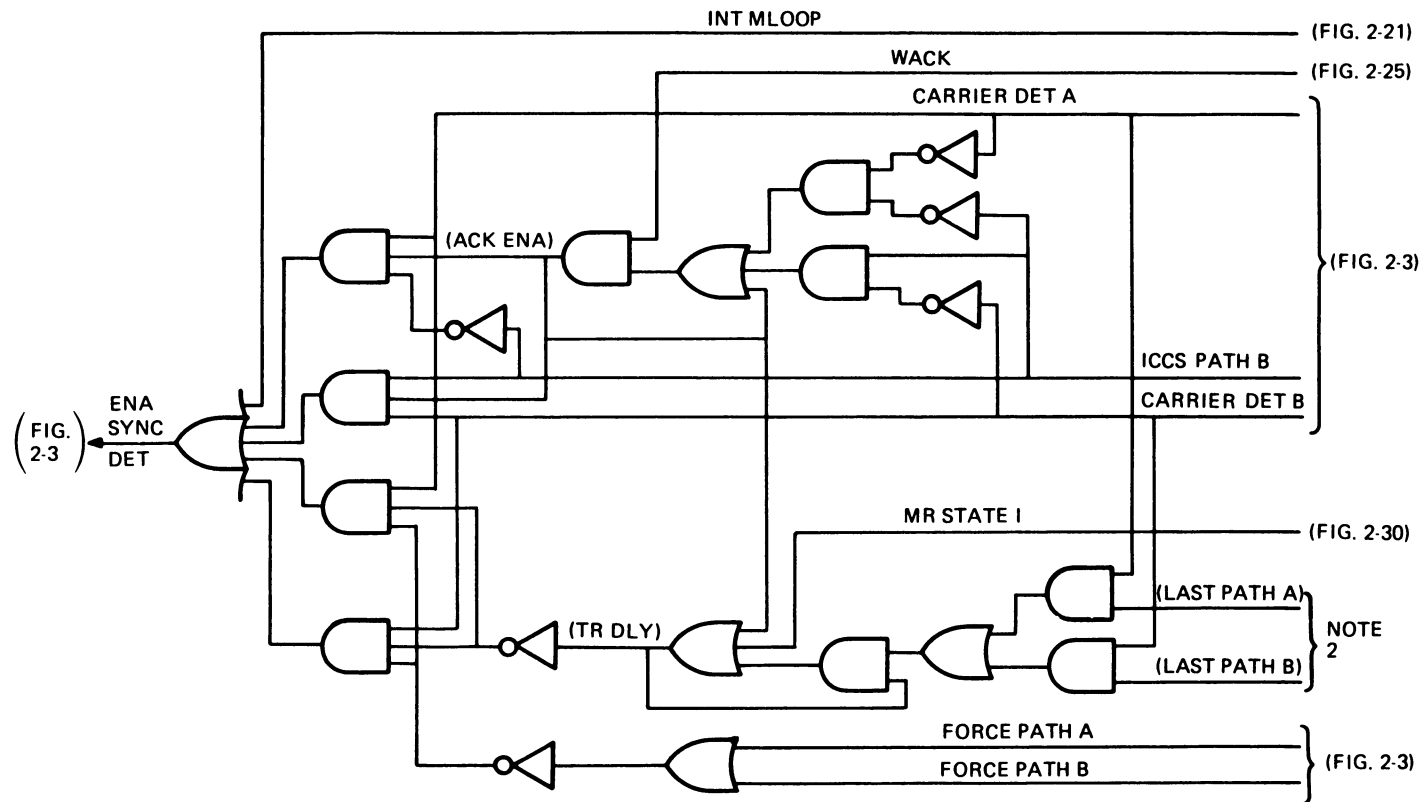 INT MLOOP
(FIG. 2-21)
WACK
(FIG. 2-25)
CARRIER DET A
(ACK ENA)
(FIG. 2-3)
ICCS PATH B
CARRIER DET B
ENA
SYNC
DET
(FIG.
2-3)
MR STATE I
(FIG. 2-30)
(LAST PATH A)
(TR DLY)
NOTE
2
(LAST PATH B)
FORCE PATH A
FORCE PATH B
(FIG. 2-3)